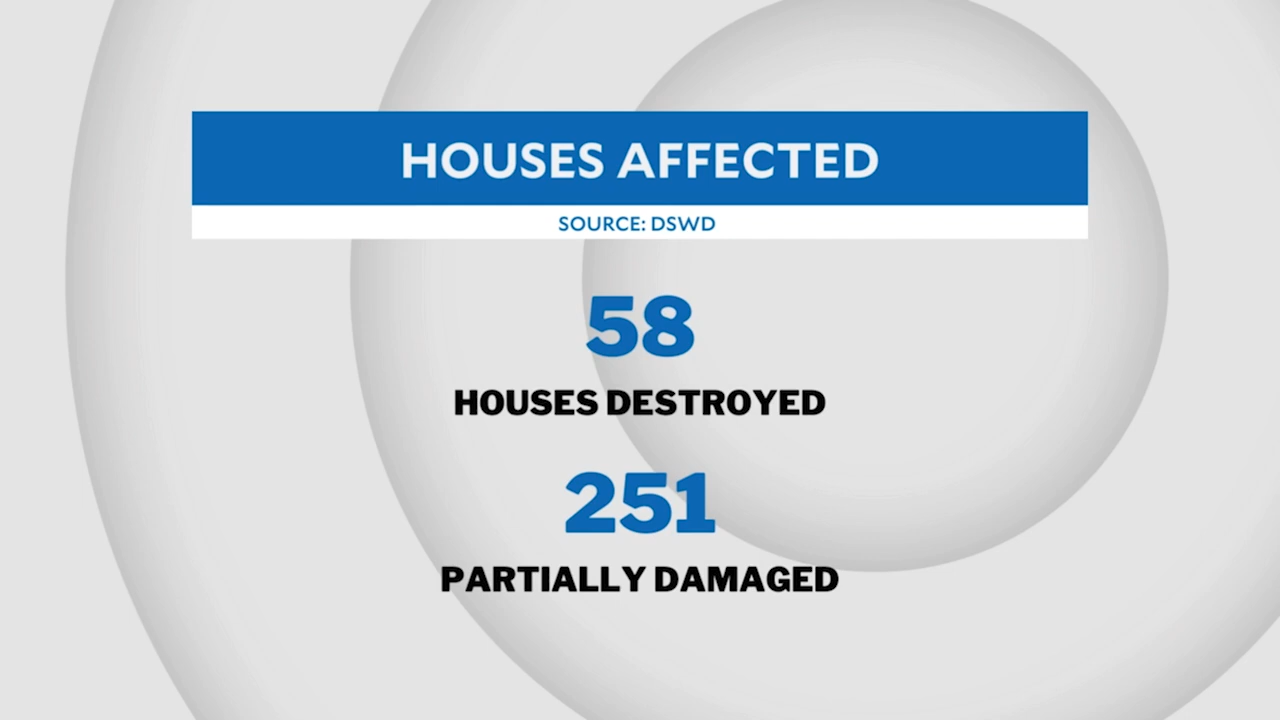 HOUSES AFFECTED
SOURCE: DSWD
58
HOUSES DESTROYED
251
PARTIALLY DAMAGED